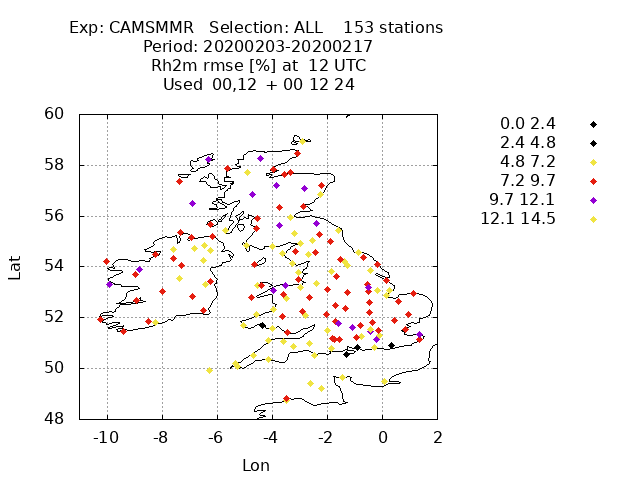 Exp: CAMSMMR Selection: ALL 153 stations
Period: 20200203-20200217
Rh2m rmse [%] at 12 UTC
Used 00,12 + 00 12 24
60
58
56
54
52
50
48
Lat
-10 -8 -6 -4 -2 0 2
Lon
0.0 2.4
2.4 4.8
4.8 7.2
7.2 9.7
9.7 12.1
12.1 14.5